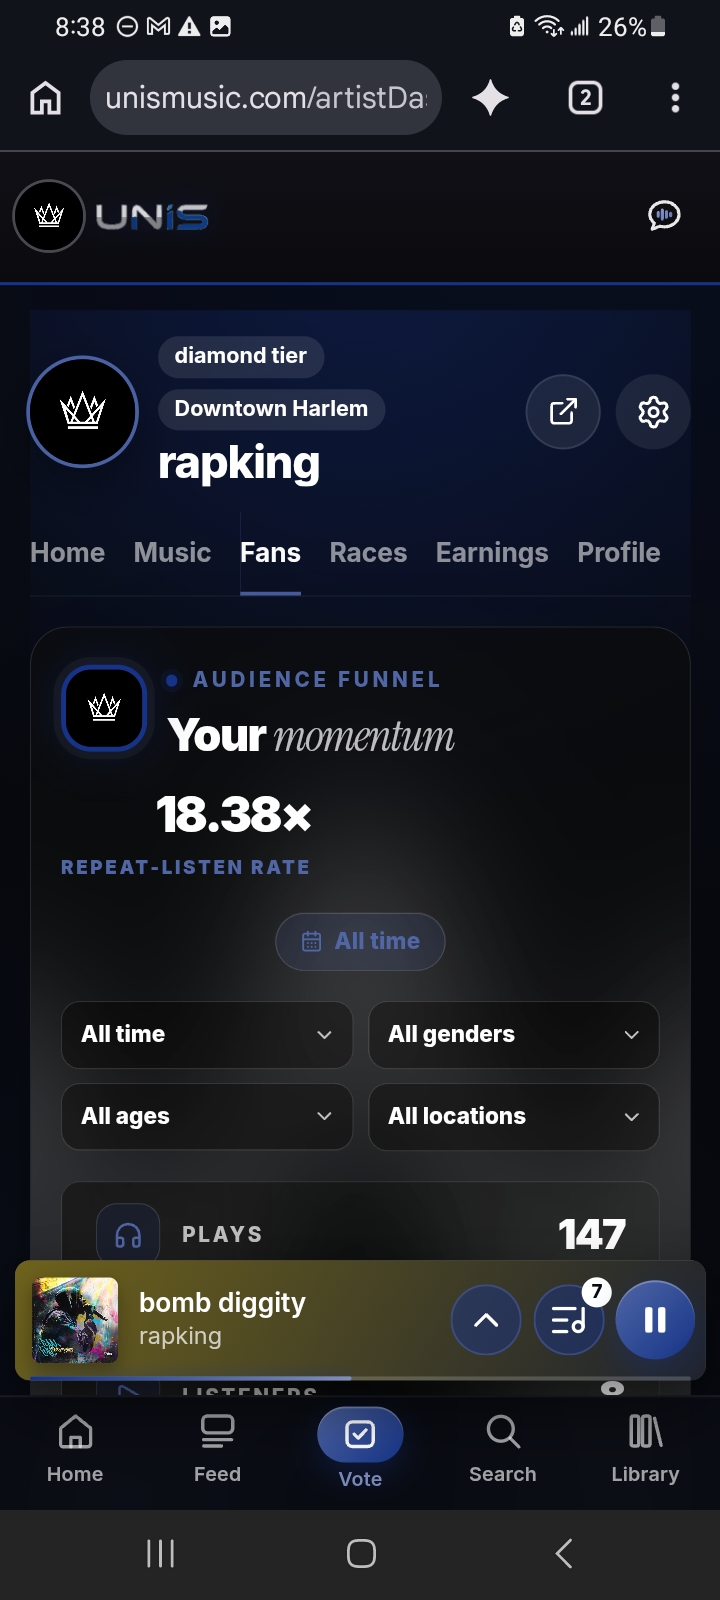 8:38
26%
unismusic.com/artistDa
2
UNIS
diamond tier
Downtown Harlem
rapking
Home Music Fans Races Earnings Profile
AUDIENCE FUNNEL
Your momentum
18.38×
REPEAT-LISTEN RATE
All time
All time All genders
All ages All locations
PLAYS 147
bomb diggity
rapking
7
LISTENERS
Home Feed Vote Search Library